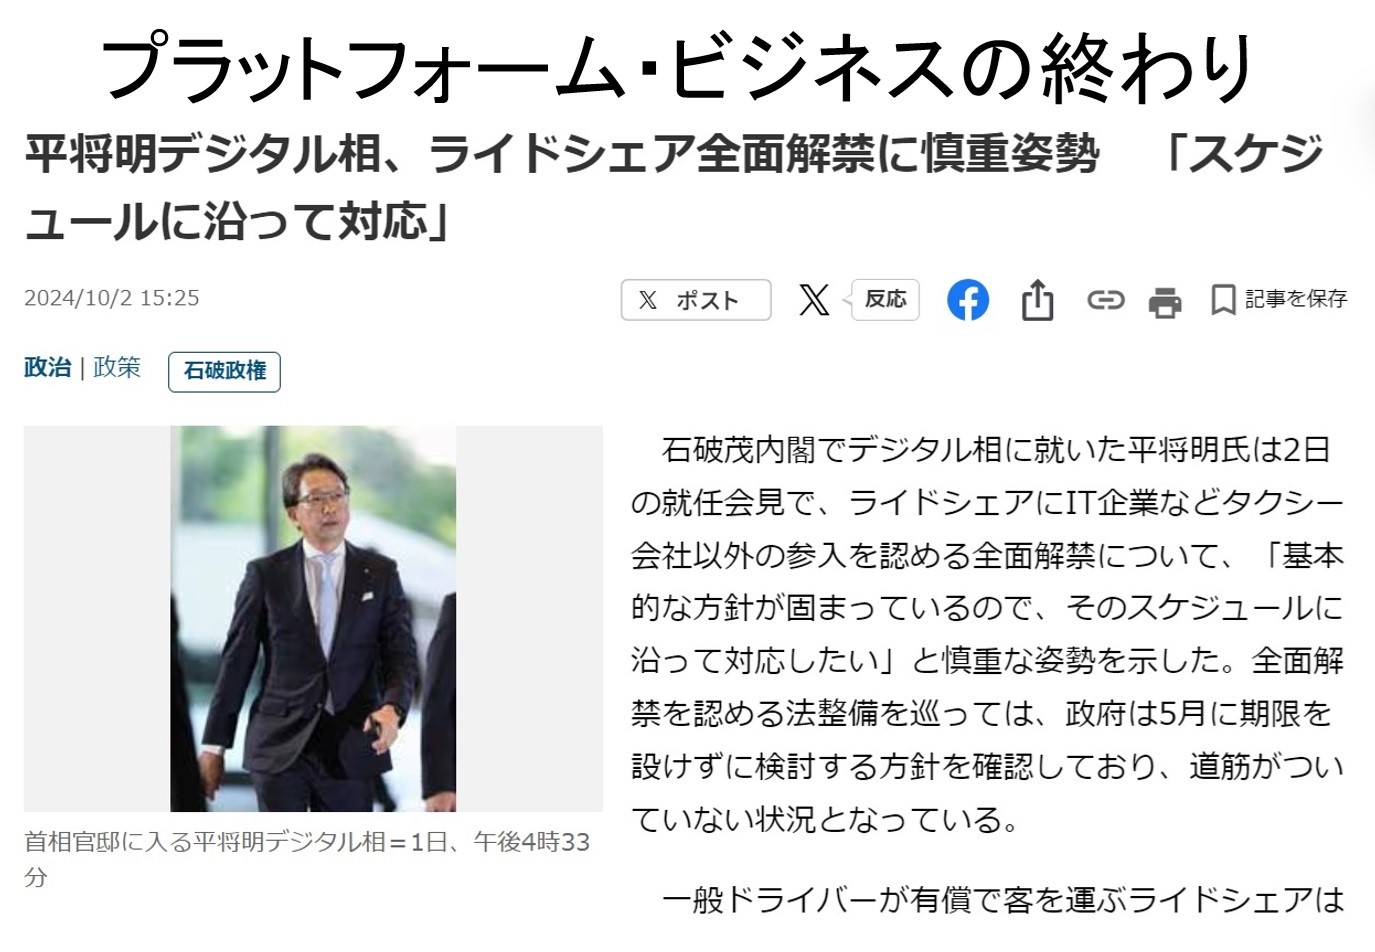 プラットフォーム・ビジネスの終わり
平将明デジタル相、ライドシェア全面解禁に慎重姿勢　「スケジ
ュールに沿って対応」
2024/10/2 15:25
X ポスト
X 反応
記事を保存
政治 | 政策 石破政権
首相官邸に入る平将明デジタル相＝1日、午後4時33
分
石破茂内閣でデジタル相に就いた平将明氏は2日
の就任会見で、ライドシェアにIT企業などタクシー
会社以外の参入を認める全面解禁について、「基本
的な方針が固まっているので、そのスケジュールに
沿って対応したい」と慎重な姿勢を示した。全面解
禁を認める法整備を巡っては、政府は5月に期限を
設けずに検討する方針を確認しており、道筋がつい
ていない状況となっている。
一般ドライバーが有償で客を運ぶライドシェアは